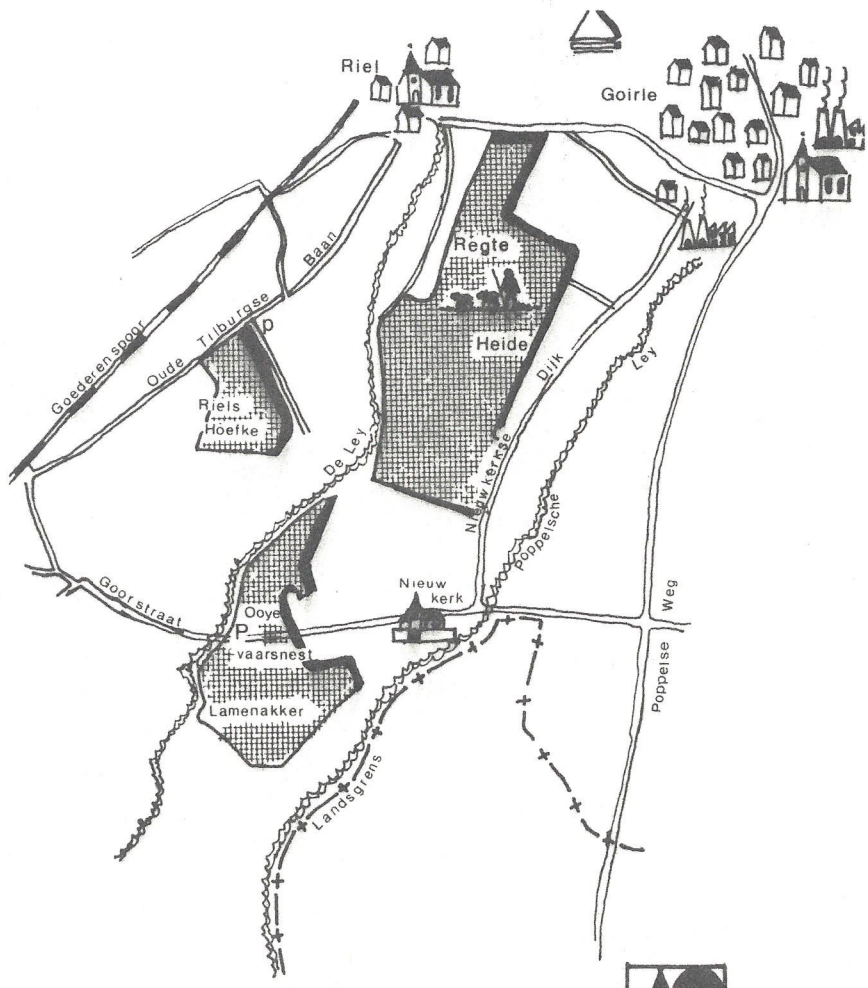 Riel
Goirle
Regte
Heide
Baan
Oude Tilburgse
p
Goederenspoor
Riels
Hoefke
De Ley
Dijk
Nieuwkerkse
Ley
Poppelsche
Goorstraat
Nieuw
kerk
Ooye
P
vaarsnest
Lamenakker
Weg
Poppelse
Landsgrens